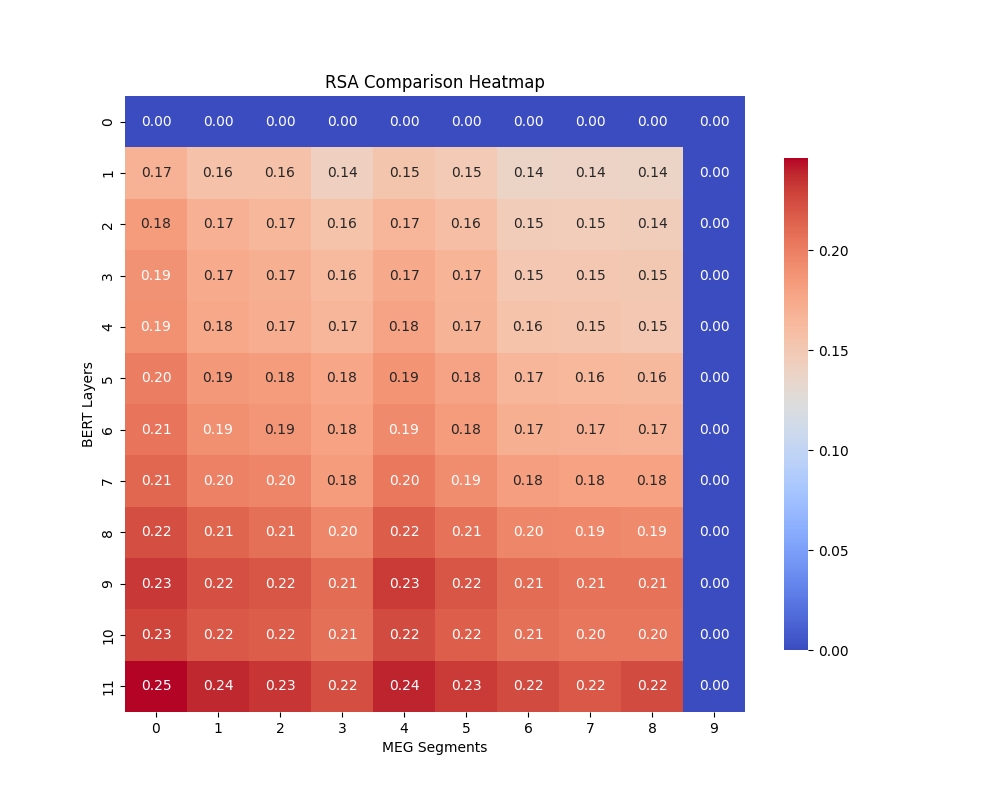 RSA Comparison Heatmap
0 0.00 0.00 0.00 0.00 0.00 0.00 0.00 0.00 0.00 0.00
1 0.17 0.16 0.16 0.14 0.15 0.15 0.14 0.14 0.14 0.00
2 0.18 0.17 0.17 0.16 0.17 0.16 0.15 0.15 0.14 0.00
3 0.19 0.17 0.17 0.16 0.17 0.17 0.15 0.15 0.15 0.00
4 0.19 0.18 0.17 0.17 0.18 0.17 0.16 0.15 0.15 0.00
5 0.20 0.19 0.18 0.18 0.19 0.18 0.17 0.16 0.16 0.00
6 0.21 0.19 0.19 0.18 0.19 0.18 0.17 0.17 0.17 0.00
7 0.21 0.20 0.20 0.18 0.20 0.19 0.18 0.18 0.18 0.00
8 0.22 0.21 0.21 0.20 0.22 0.21 0.20 0.19 0.19 0.00
9 0.23 0.22 0.22 0.21 0.23 0.22 0.21 0.21 0.21 0.00
10 0.23 0.22 0.22 0.21 0.22 0.22 0.21 0.20 0.20 0.00
11 0.25 0.24 0.23 0.22 0.24 0.23 0.22 0.22 0.22 0.00
0 1 2 3 4 5 6 7 8 9
MEG Segments
BERT Layers
0.20
0.15
0.10
0.05
0.00